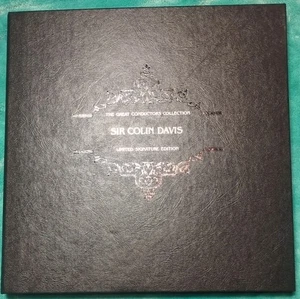 THE GREAT CONDUCTORS COLLECTION
SIR COLIN DAVIS
LIMITED SIGNATURE EDITION